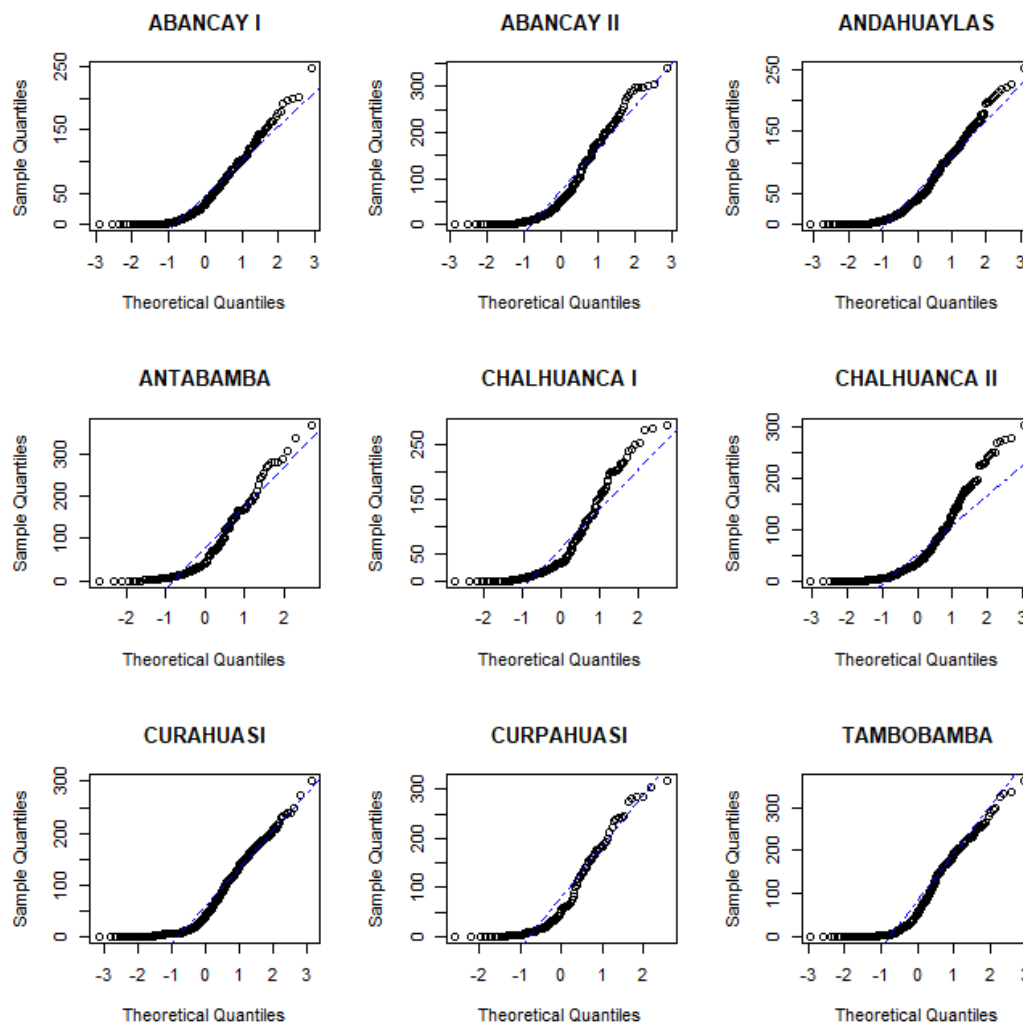 ABANCAY I
ABANCAY II
ANDAHUAYLAS
Sample Quantiles
0 50 150 250
-3 -2 -1 0 1 2 3
Theoretical Quantiles
Sample Quantiles
0 100 200 300
-3 -2 -1 0 1 2 3
Theoretical Quantiles
Sample Quantiles
0 50 150 250
-3 -2 -1 0 1 2 3
Theoretical Quantiles
ANTABAMBA
CHALHUANCA I
CHALHUANCA II
Sample Quantiles
0 100 200 300
-2 -1 0 1 2
Theoretical Quantiles
Sample Quantiles
0 50 150 250
-2 -1 0 1 2
Theoretical Quantiles
Sample Quantiles
0 100 200 300
-3 -2 -1 0 1 2 3
Theoretical Quantiles
CURAHUASI
CURPAHUASI
TAMBOBAMBA
Sample Quantiles
0 100 200 300
-3 -2 -1 0 1 2 3
Theoretical Quantiles
Sample Quantiles
0 100 200 300
-2 -1 0 1 2
Theoretical Quantiles
Sample Quantiles
0 100 200 300
-3 -2 -1 0 1 2 3
Theoretical Quantiles